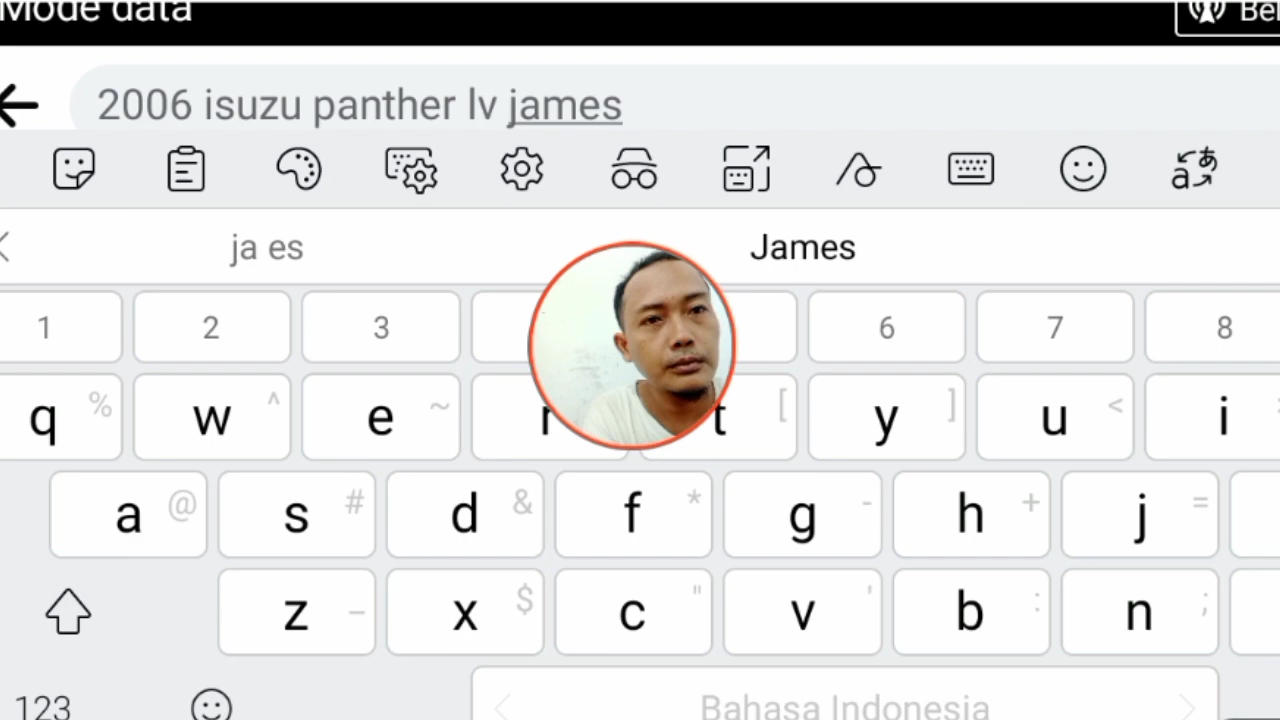 Mode data
2006 isuzu panther lv james
ja es James
1 2 3 6 7 8
q % w ^ e ~ r t [ y ] u < i
a @ s # d & f * g - h + j =
z _ x $ c " v ' b : n ;
123 Bahasa Indonesia